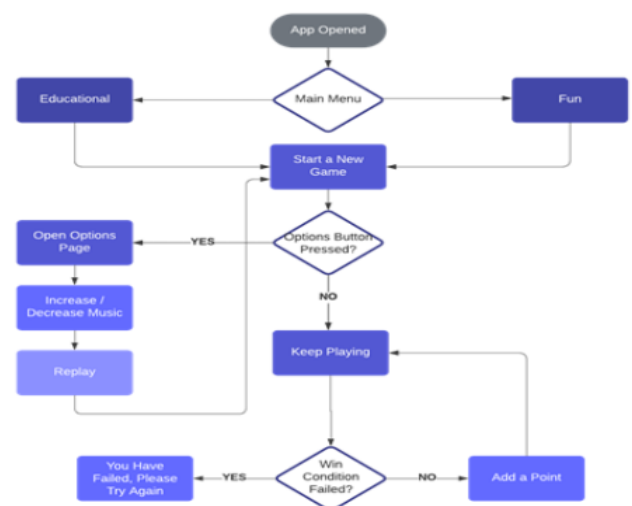 App Opened
Educational
Main Menu
Fun
Start a New
Game
Open Options
Page
YES
Options Button
Pressed?
Increase /
Decrease Music
NO
Replay
Keep Playing
You Have
Failed, Please
Try Again
YES
Win
Condition
Failed?
NO
Add a Point